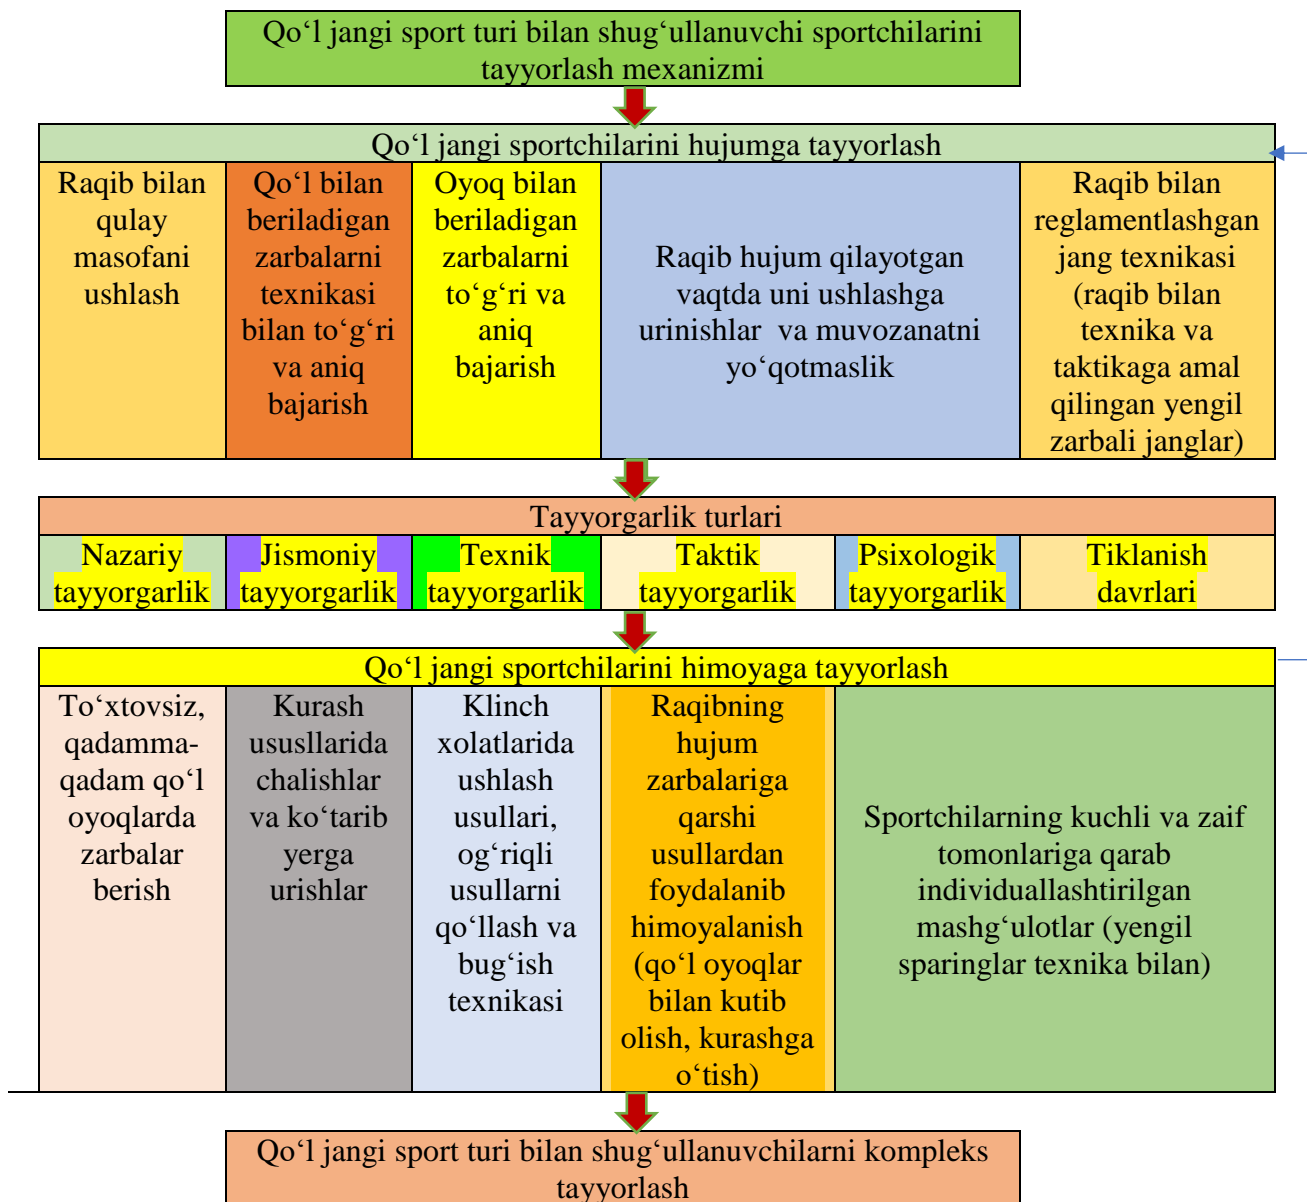 Qo‘l jangi sport turi bilan shug‘ullanuvchi sportchilarini
tayyorlash mexanizmi
Qo‘l jangi sportchilarini hujumga tayyorlash
Raqib bilan
qulay
masofani
ushlash
Qo‘l bilan
beriladigan
zarbalarni
texnikasi
bilan to‘g‘ri
va aniq
bajarish
Oyoq bilan
beriladigan
zarbalarni
to‘g‘ri va
aniq
bajarish
Raqib hujum qilayotgan
vaqtda uni ushlashga
urinishlar va muvozanatni
yo‘qotmaslik
Raqib bilan
reglamentlashgan
jang texnikasi
(raqib bilan
texnika va
taktikaga amal
qilingan yengil
zarbali janglar)
Tayyorgarlik turlari
Nazariy
tayyorgarlik
Jismoniy
tayyorgarlik
Texnik
tayyorgarlik
Taktik
tayyorgarlik
Psixologik
tayyorgarlik
Tiklanish
davrlari
Qo‘l jangi sportchilarini himoyaga tayyorlash
To‘xtovsiz,
qadamma-
qadam qo‘l
oyoqlarda
zarbalar
berish
Kurash
ususllarida
chalishlar
va ko‘tarib
yerga
urishlar
Klinch
xolatlarida
ushlash
usullari,
og‘riqli
usullarni
qo‘llash va
bug‘ish
texnikasi
Raqibning
hujum
zarbalariga
qarshi
usullardan
foydalanib
himoyalanish
(qo‘l oyoqlar
bilan kutib
olish, kurashga
o‘tish)
Sportchilarning kuchli va zaif
tomonlariga qarab
individuallashtirilgan
mashg‘ulotlar (yengil
sparinglar texnika bilan)
Qo‘l jangi sport turi bilan shug‘ullanuvchilarni kompleks
tayyorlash